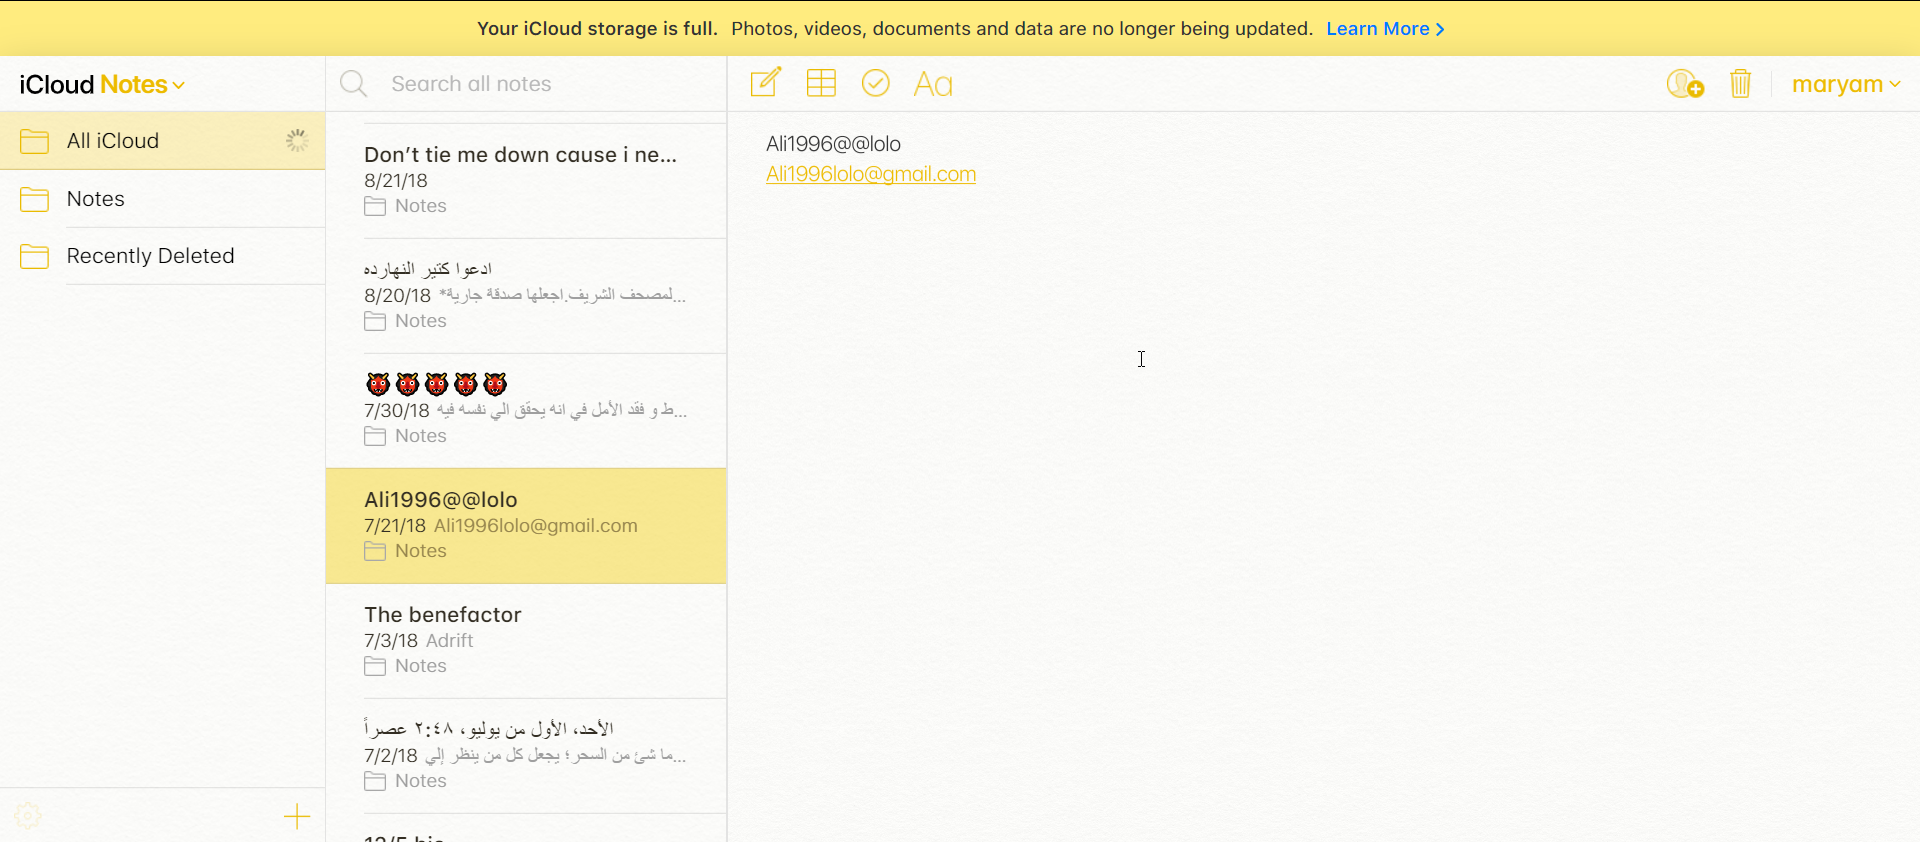 Your iCloud storage is full. Photos, videos, documents and data are no longer being updated. Learn More
iCloud Notes
Search all notes
Aa
maryam
All iCloud
Notes
Recently Deleted
Don't tie me down cause i ne...
8/21/18
Notes
ادعوا كتير النهارده
8/20/18 لمصحف الشريف.اجعلها صدقة جارية*...
Notes
👹👹👹👹👹
7/30/18 ط و فقد الأمل في انه يحقق الي نفسه فيه...
Notes
Ali1996@@lolo
7/21/18 Ali1996lolo@gmail.com
Notes
The benefactor
7/3/18 Adrift
Notes
الأحد، الأول من يوليو، ٢:٤٨ عصراً
7/2/18 ما شئ من السحر؛ يجعل كل من ينظر إلي...
Notes
Ali1996@@lolo
Ali1996lolo@gmail.com